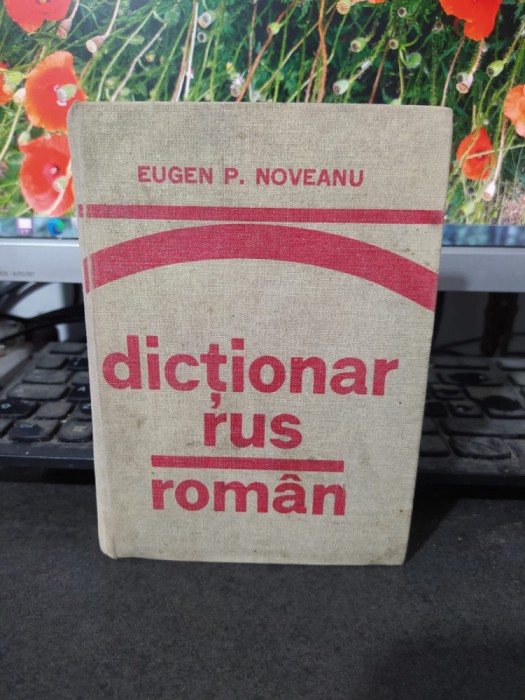 EUGEN P. NOVEANU
dicționar
rus
român